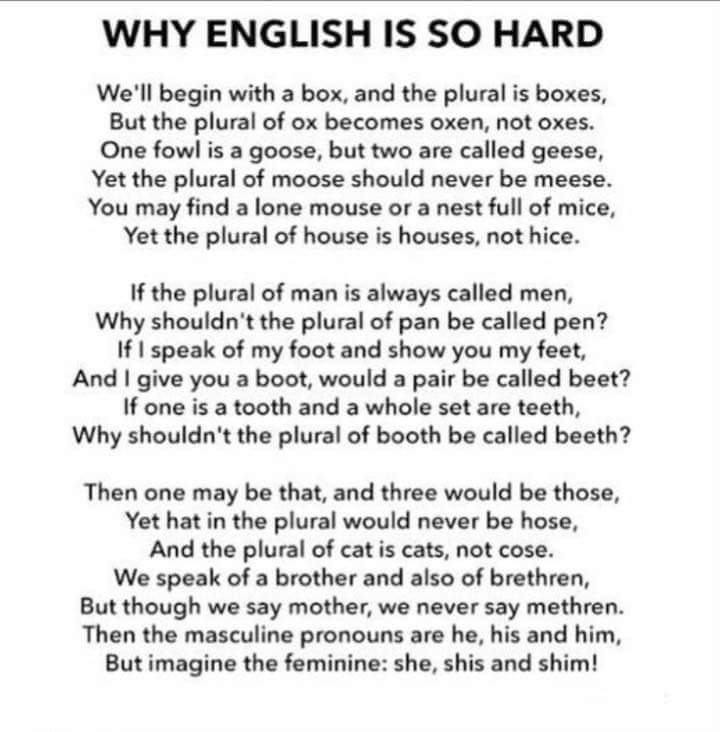 WHY ENGLISH IS SO HARD
We'll begin with a box, and the plural is boxes,
But the plural of ox becomes oxen, not oxes.
One fowl is a goose, but two are called geese,
Yet the plural of moose should never be meese.
You may find a lone mouse or a nest full of mice,
Yet the plural of house is houses, not hice.
If the plural of man is always called men,
Why shouldn't the plural of pan be called pen?
If I speak of my foot and show you my feet,
And I give you a boot, would a pair be called beet?
If one is a tooth and a whole set are teeth,
Why shouldn't the plural of booth be called beeth?
Then one may be that, and three would be those,
Yet hat in the plural would never be hose,
And the plural of cat is cats, not cose.
We speak of a brother and also of brethren,
But though we say mother, we never say methren.
Then the masculine pronouns are he, his and him,
But imagine the feminine: she, shis and shim!